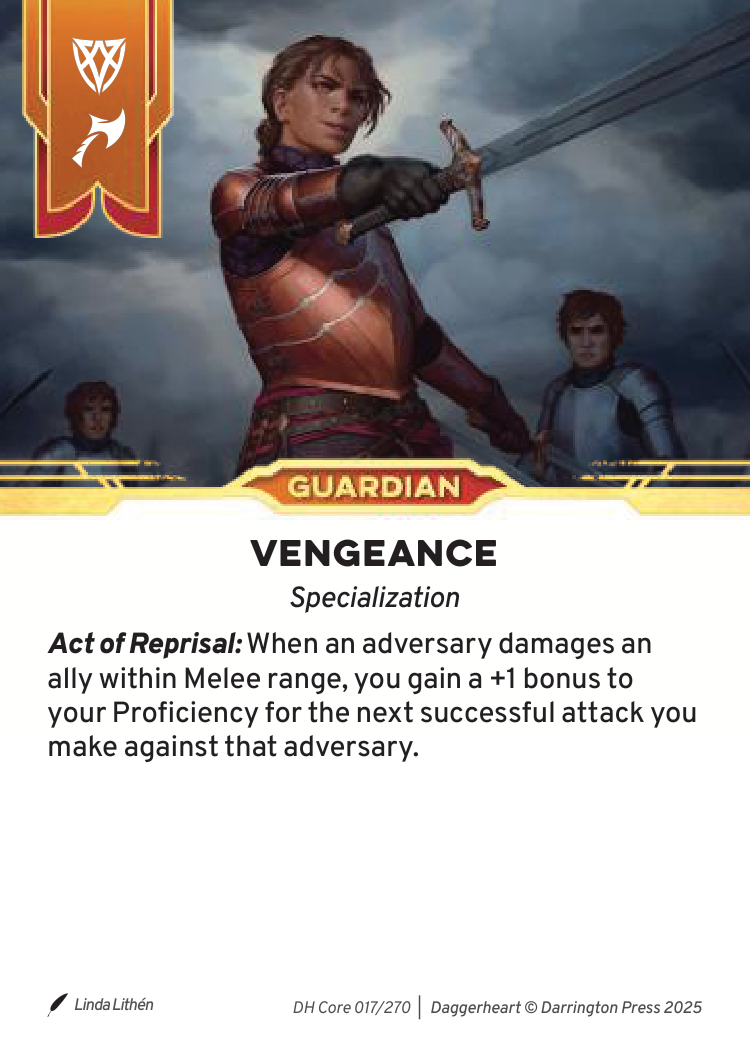 GUARDIAN
VENGEANCE
Specialization
Act of Reprisal: When an adversary damages an
ally within Melee range, you gain a +1 bonus to
your Proficiency for the next successful attack you
make against that adversary.
Linda Lithén
DH Core 017/270 | Daggerheart © Darrington Press 2025